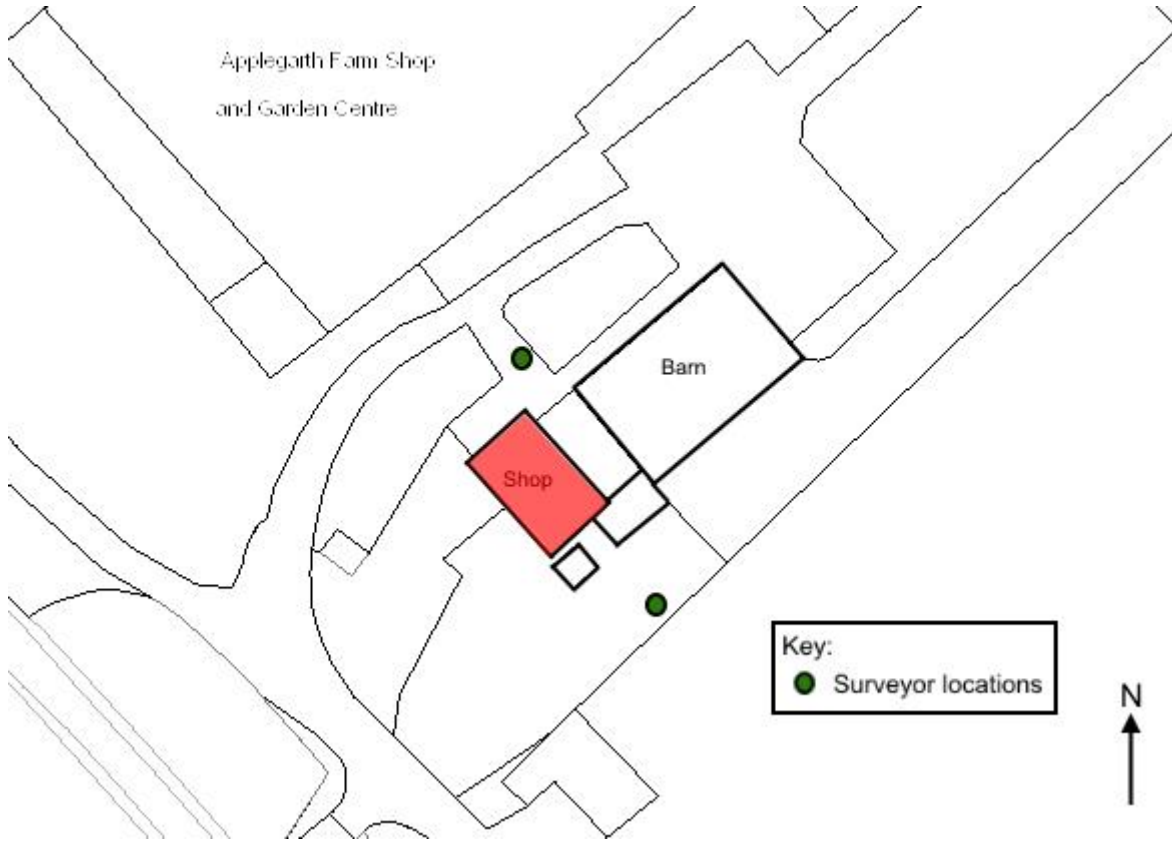 Applegarth Farm Shop
and Garden Centre
Barn
Shop
Key:
Surveyor locations
N